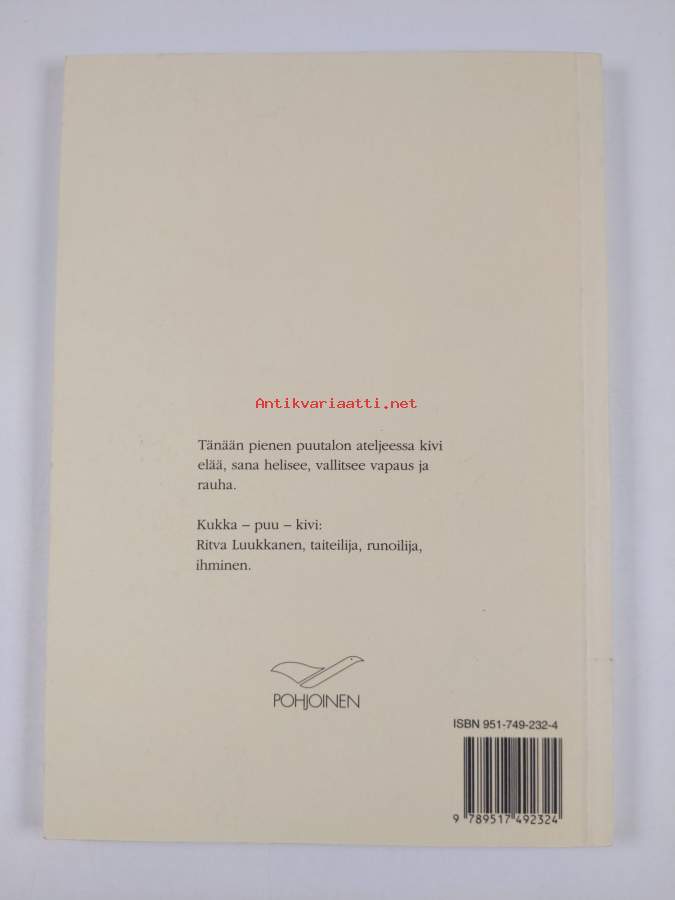 Antikvariaatti.net
Tänään pienen puutalon ateljeessa kivi
elää, sana helisee, vallitsee vapaus ja
rauha.
Kukka – puu – kivi:
Ritva Luukkanen, taiteilija, runoilija,
ihminen.
POHJOINEN
ISBN 951-749-232-4
9 789517 492324